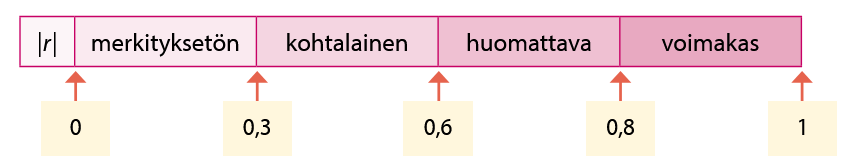 |r| merkityksetön kohtalainen huomattava voimakas
0 0,3 0,6 0,8 1